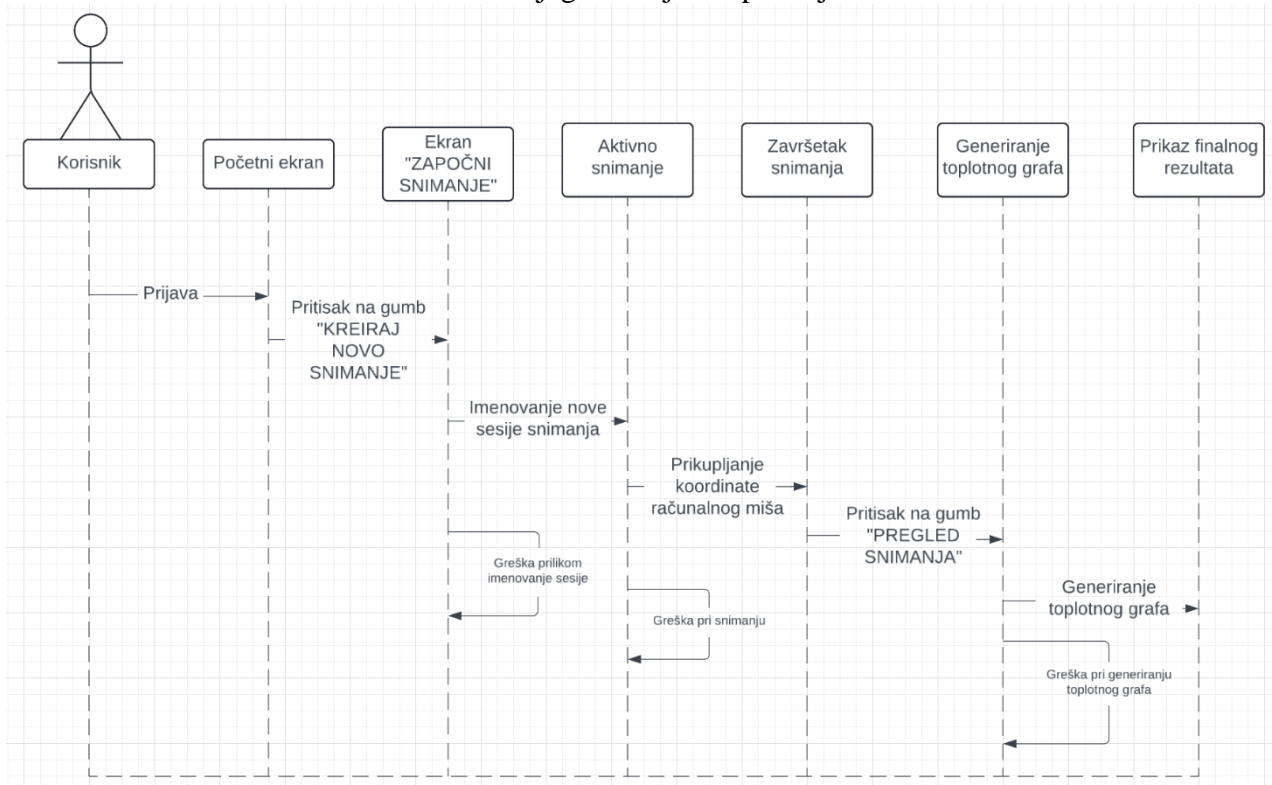 Korisnik
Početni ekran
Ekran
"ZAPOČNI
SNIMANJE"
Aktivno
snimanje
Završetak
snimanja
Generiranje
toplotnog grafa
Prikaz finalnog
rezultata
Prijava
Pritisak na gumb
"KREIRAJ
NOVO
SNIMANJE"
Imenovanje nove
sesije snimanja
Prikupljanje
koordinate
računalnog miša
Pritisak na gumb
"PREGLED
SNIMANJA"
Greška prilikom
imenovanje sesije
Generiranje
toplotnog grafa
Greška pri snimanju
Greška pri generiranju
toplotnog grafa